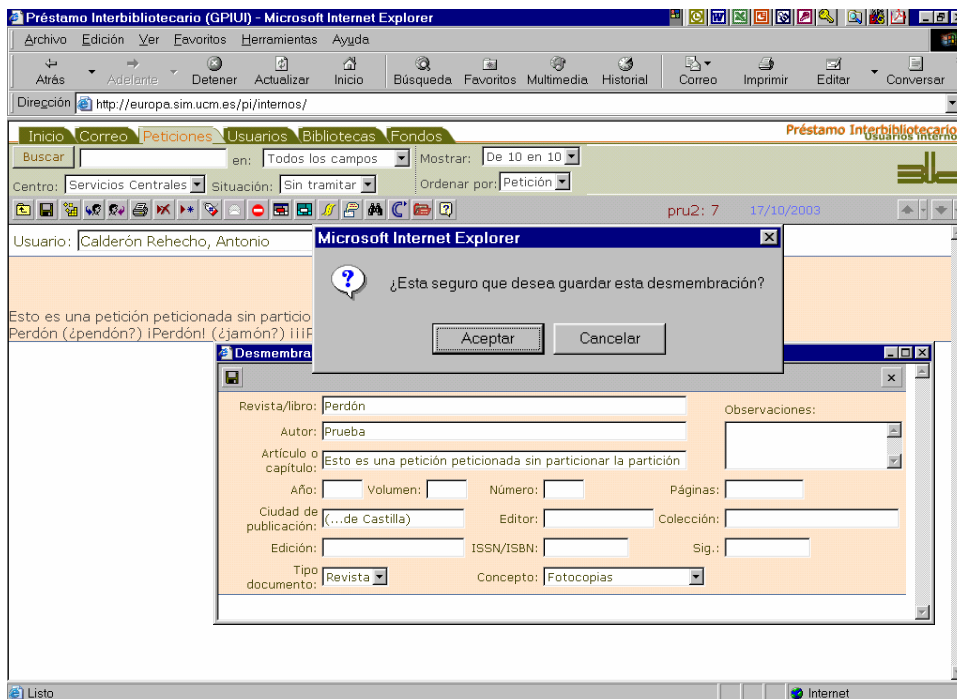 Préstamo Interbibliotecario (GPIUI) - Microsoft Internet Explorer
Archivo Edición Ver Favoritos Herramientas Ayuda
Atrás Adelante Detener Actualizar Inicio Búsqueda Favoritos Multimedia Historial Correo Imprimir Editar Conversar
Dirección http://europa.sim.ucm.es/pi/internos/
Inicio Correo Peticiones Usuarios Bibliotecas Fondos Préstamo Interbibliotecario
Usuarios interno
Buscar en: Todos los campos Mostrar: De 10 en 10
Centro: Servicios Centrales Situación: Sin tramitar Ordenar por: Petición
pru2: 7 17/10/2003
Usuario: Calderón Rehecho, Antonio
Microsoft Internet Explorer
¿Esta seguro que desea guardar esta desmembración?
Aceptar Cancelar
Esto es una petición peticionada sin particio
Perdón (¿pendón?) ¡Perdón! (¿jamón?) ¡¡¡P
Desmembra
Revista/libro: Perdón Observaciones:
Autor: Prueba
Artículo o capítulo: Esto es una petición peticionada sin particionar la partición
Año: Volumen: Número: Páginas:
Ciudad de publicación: (...de Castilla) Editor: Colección:
Edición: ISSN/ISBN: Sig.:
Tipo documento: Revista Concepto: Fotocopias
Listo Internet